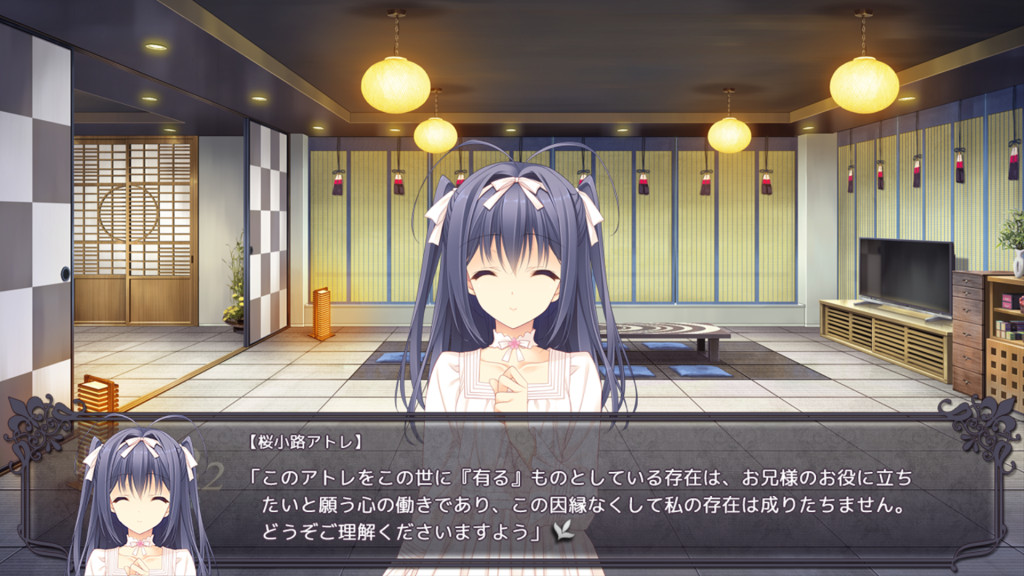 【桜小路アトレ】
「このアトレをこの世に『有る』ものとしている存在は、お兄様のお役に立ち
たいと願う心の働きであり、この因縁なくして私の存在は成りたちません。
どうぞご理解くださいますよう」